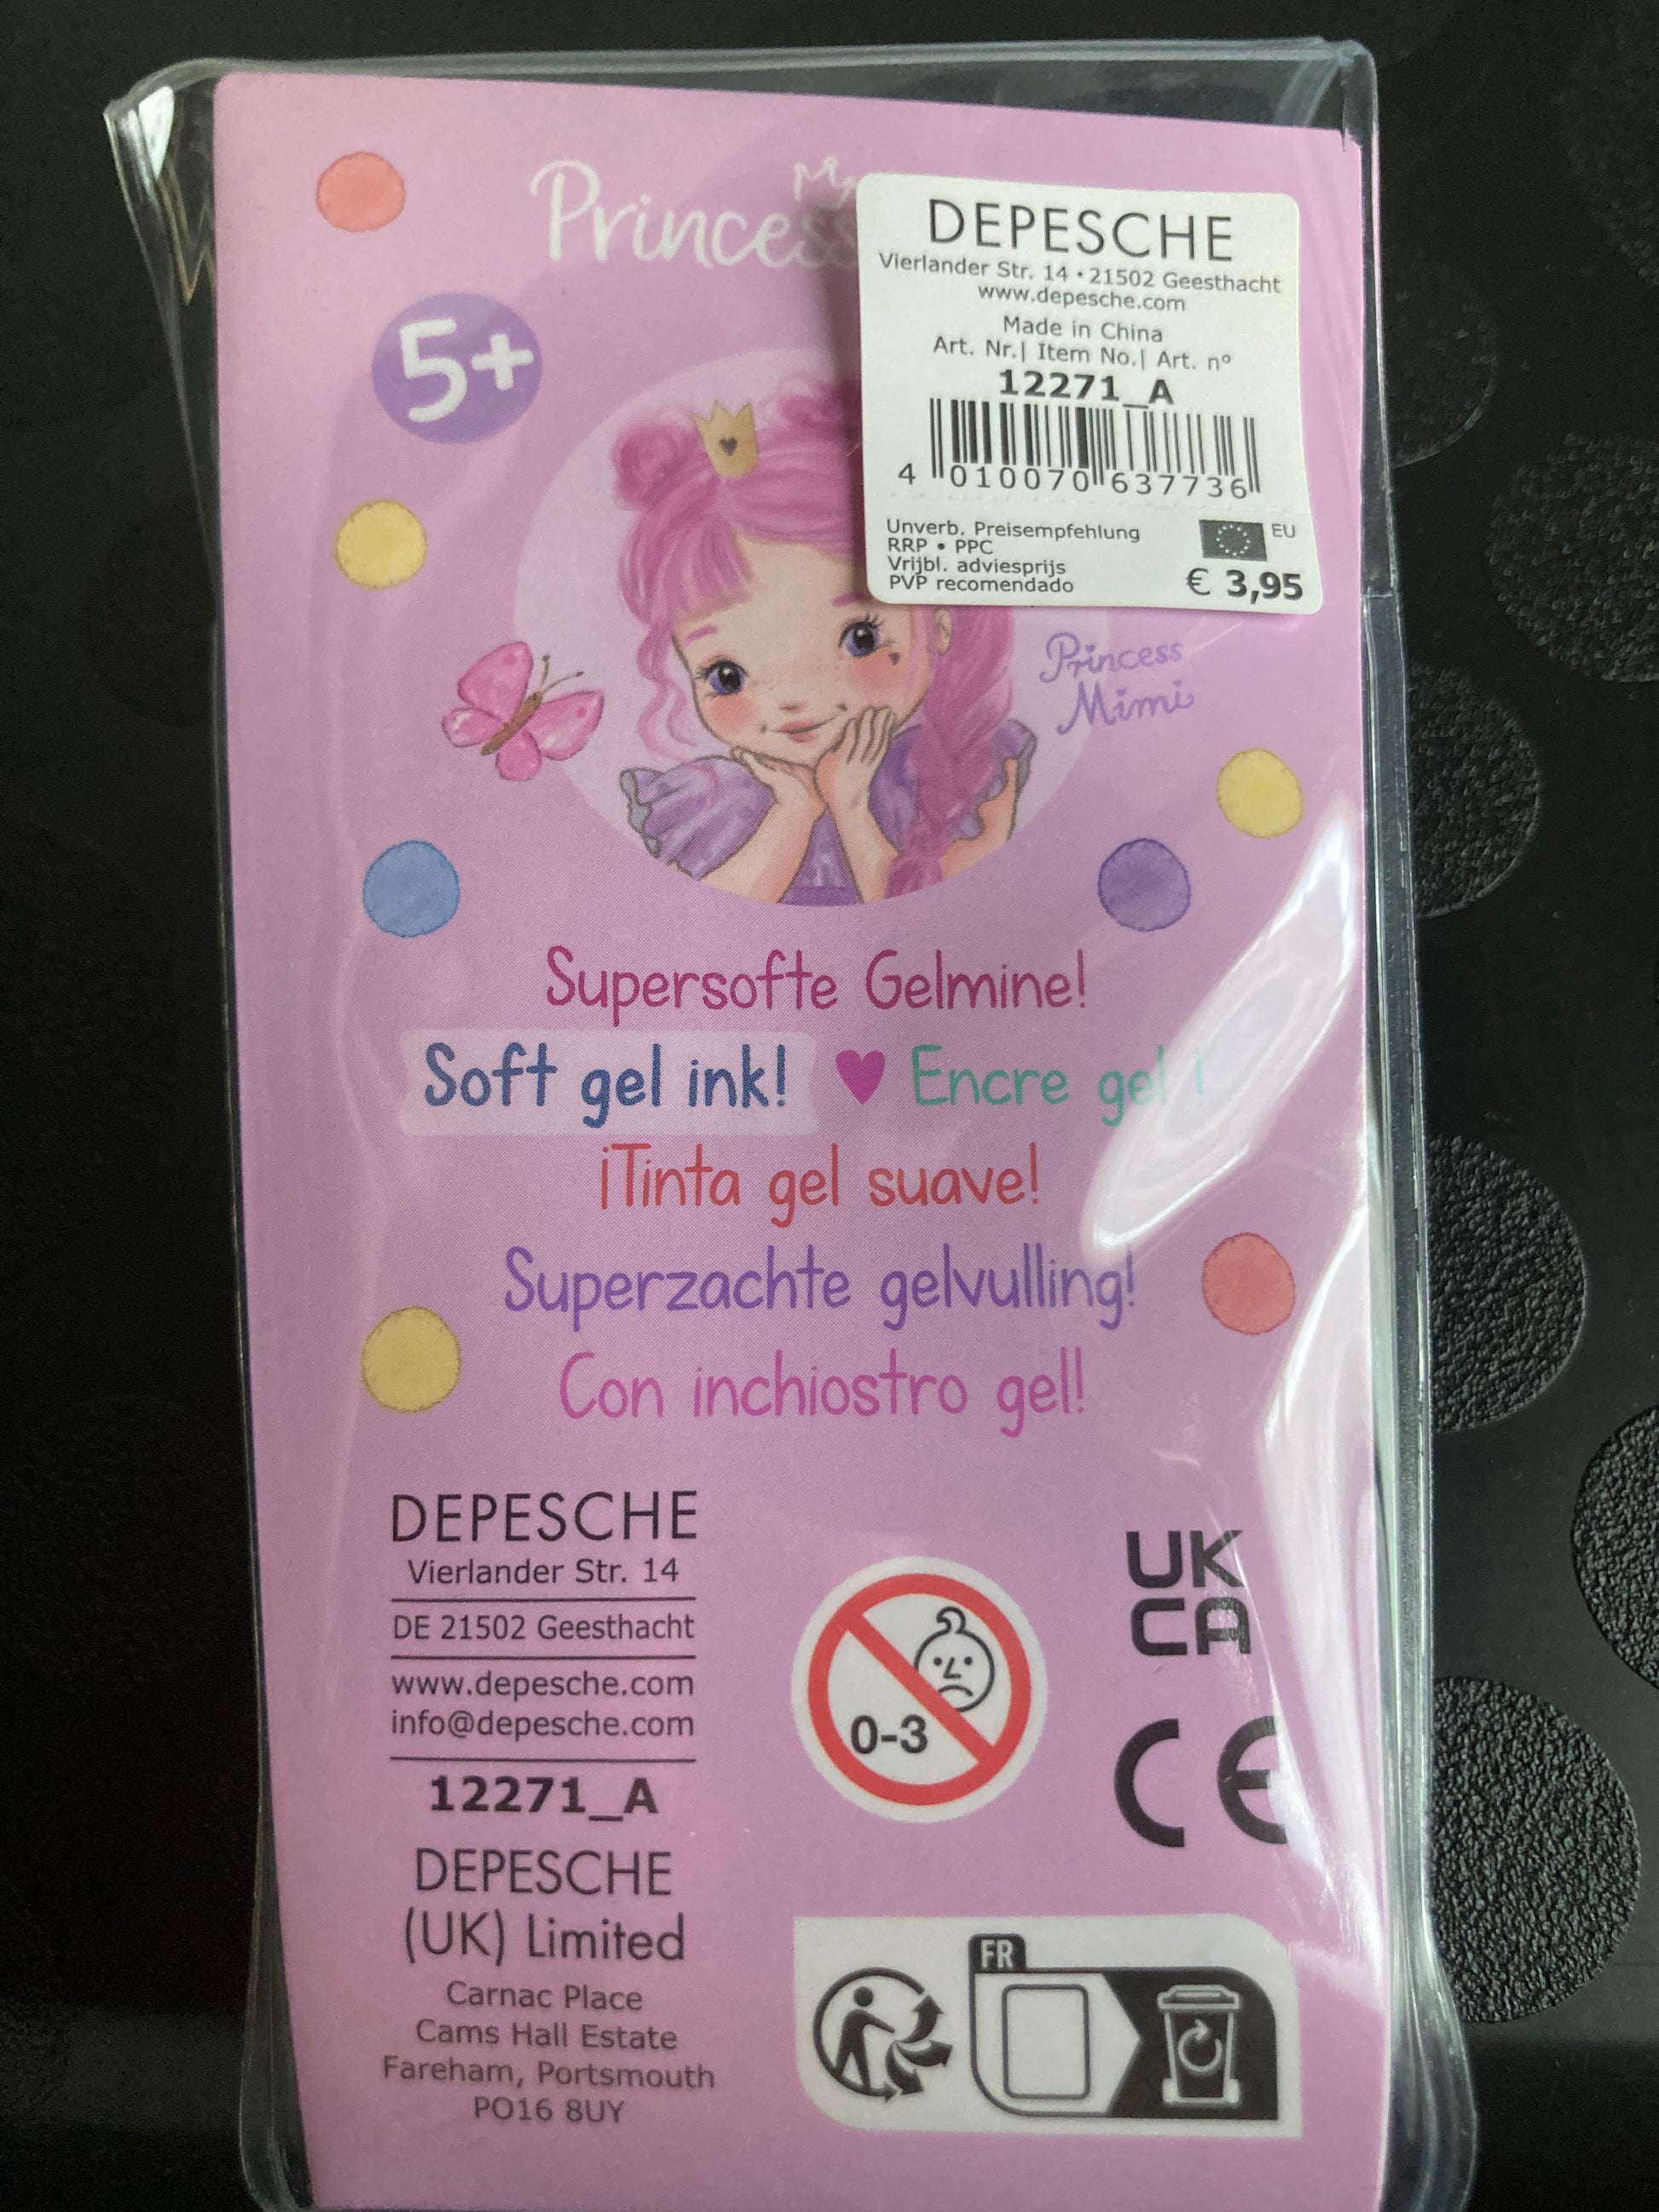 Princess
5+
DEPESCHE
Vierlander Str. 14 • 21502 Geesthacht
www.depesche.com
Made in China
Art. Nr.| Item No.| Art. nº
12271_A
4 010070 637736
Unverb. Preisempfehlung
RRP • PPC
Vrijbl. adviesprijs
PVP recomendado
EU
€ 3,95
Princess
Mimi
Supersofte Gelmine!
Soft gel ink! ♥ Encre gel !
¡Tinta gel suave!
Superzachte gelvulling!
Con inchiostro gel!
DEPESCHE
Vierlander Str. 14
DE 21502 Geesthacht
www.depesche.com
info@depesche.com
12271_A
DEPESCHE
(UK) Limited
Carnac Place
Cams Hall Estate
Fareham, Portsmouth
PO16 8UY
0-3
UK
CA
CE
FR